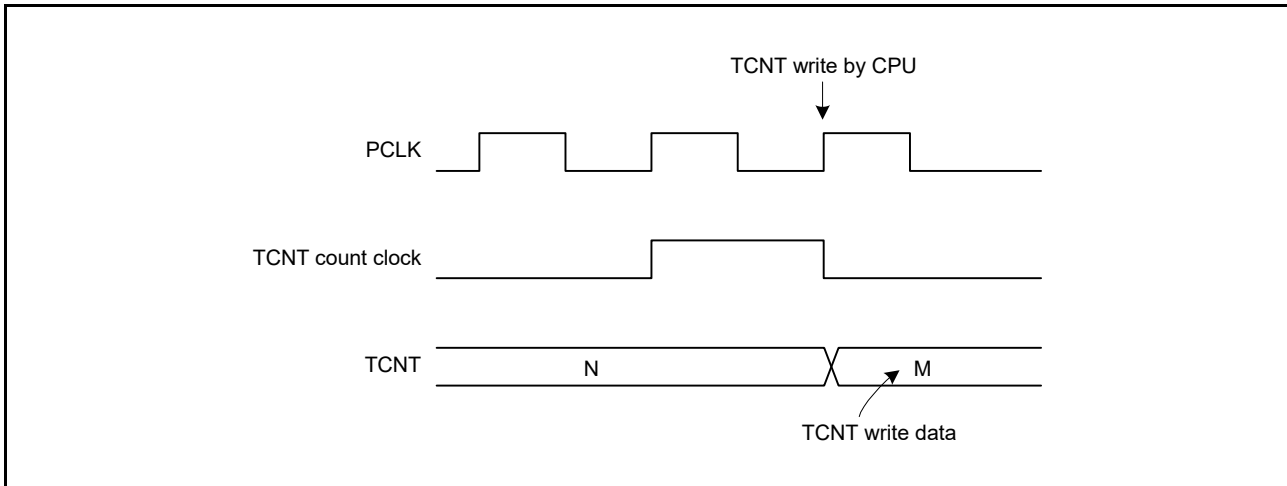 TCNT write by CPU
PCLK
TCNT count clock
TCNT
N
M
TCNT write data